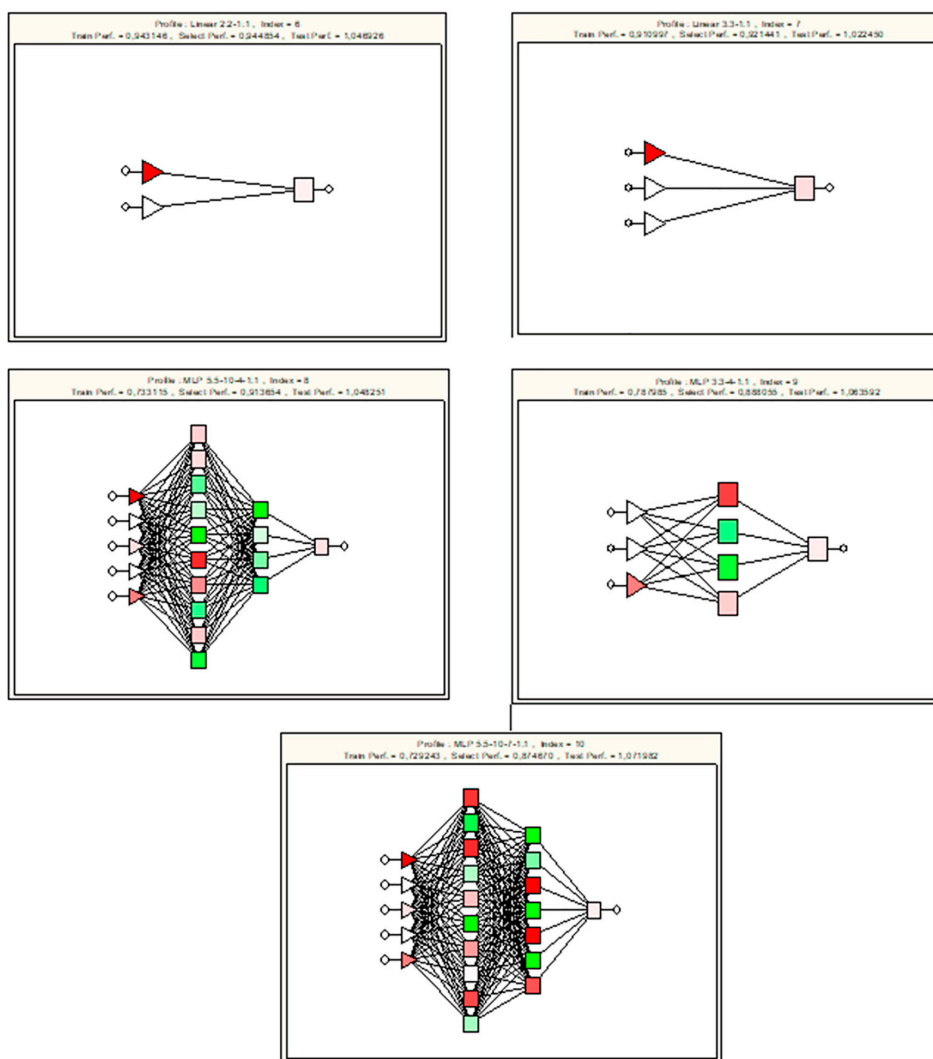 Profile : Linear 2:2-1:1 , Index = 6
Train Perf. = 0,943146 , Select Perf. = 0,944854 , Test Perf. = 1,046926
Profile : Linear 3:3-1:1 , Index = 7
Train Perf. = 0,910997 , Select Perf. = 0,921441 , Test Perf. = 1,022450
Profile : MLP 5:5-10-4-1:1 , Index = 8
Train Perf. = 0,733115 , Select Perf. = 0,913654 , Test Perf. = 1,048251
Profile : MLP 3:3-4-1:1 , Index = 9
Train Perf. = 0,787985 , Select Perf. = 0,888055 , Test Perf. = 1,063592
Profile : MLP 5:5-10-7-1:1 , Index = 10
Train Perf. = 0,729243 , Select Perf. = 0,874670 , Test Perf. = 1,071982